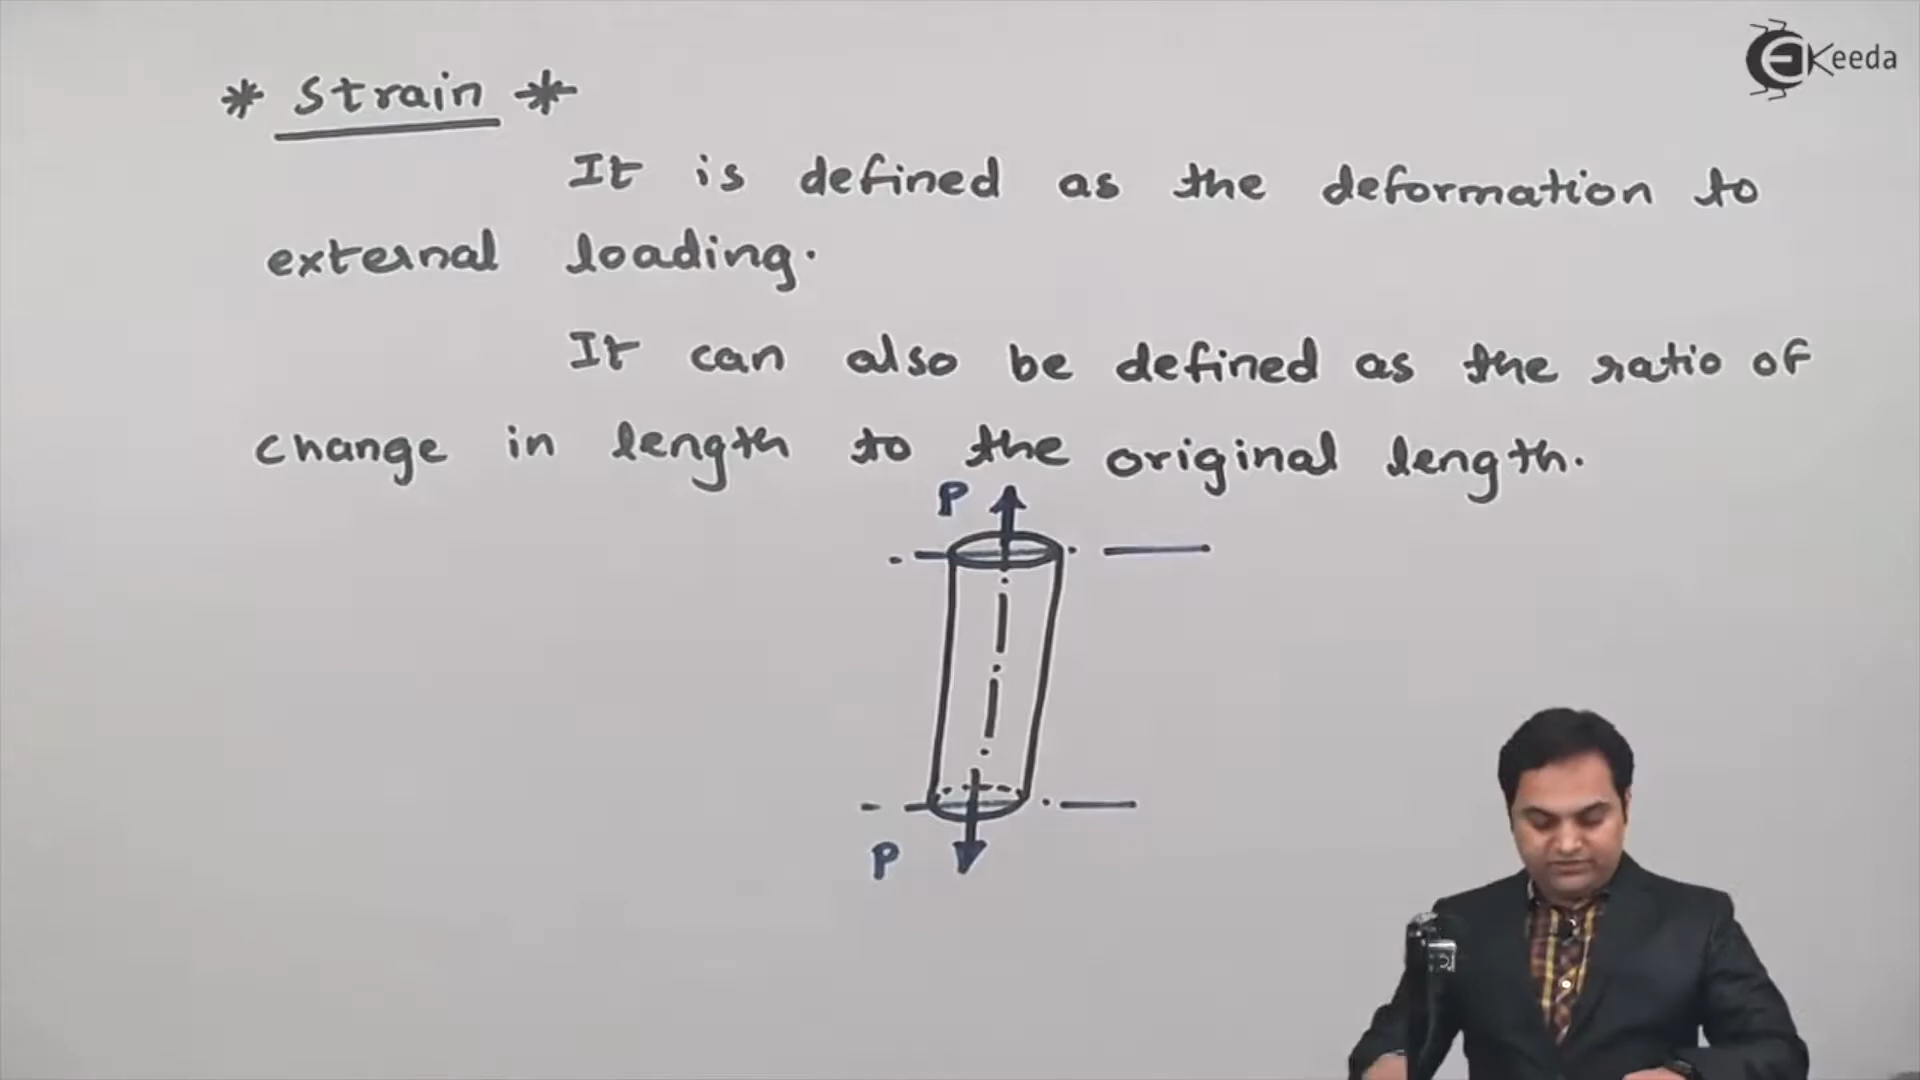 Ekeeda
* Strain *
It is defined as the deformation to
external loading.
It can also be defined as the ratio of
change in length to the original length.
P
P